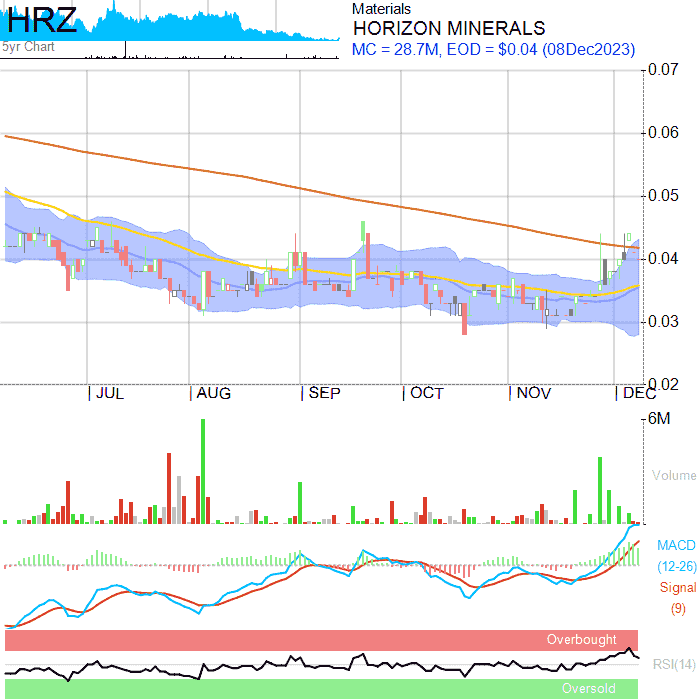 HRZ
5yr Chart
Materials
HORIZON MINERALS
MC = 28.7M, EOD = $0.04 (08Dec2023)
0.07
0.06
0.05
0.04
0.03
0.02
JUL AUG SEP OCT NOV DEC
6M
Volume
MACD
(12-26)
Signal
(9)
Overbought
RSI(14)
Oversold